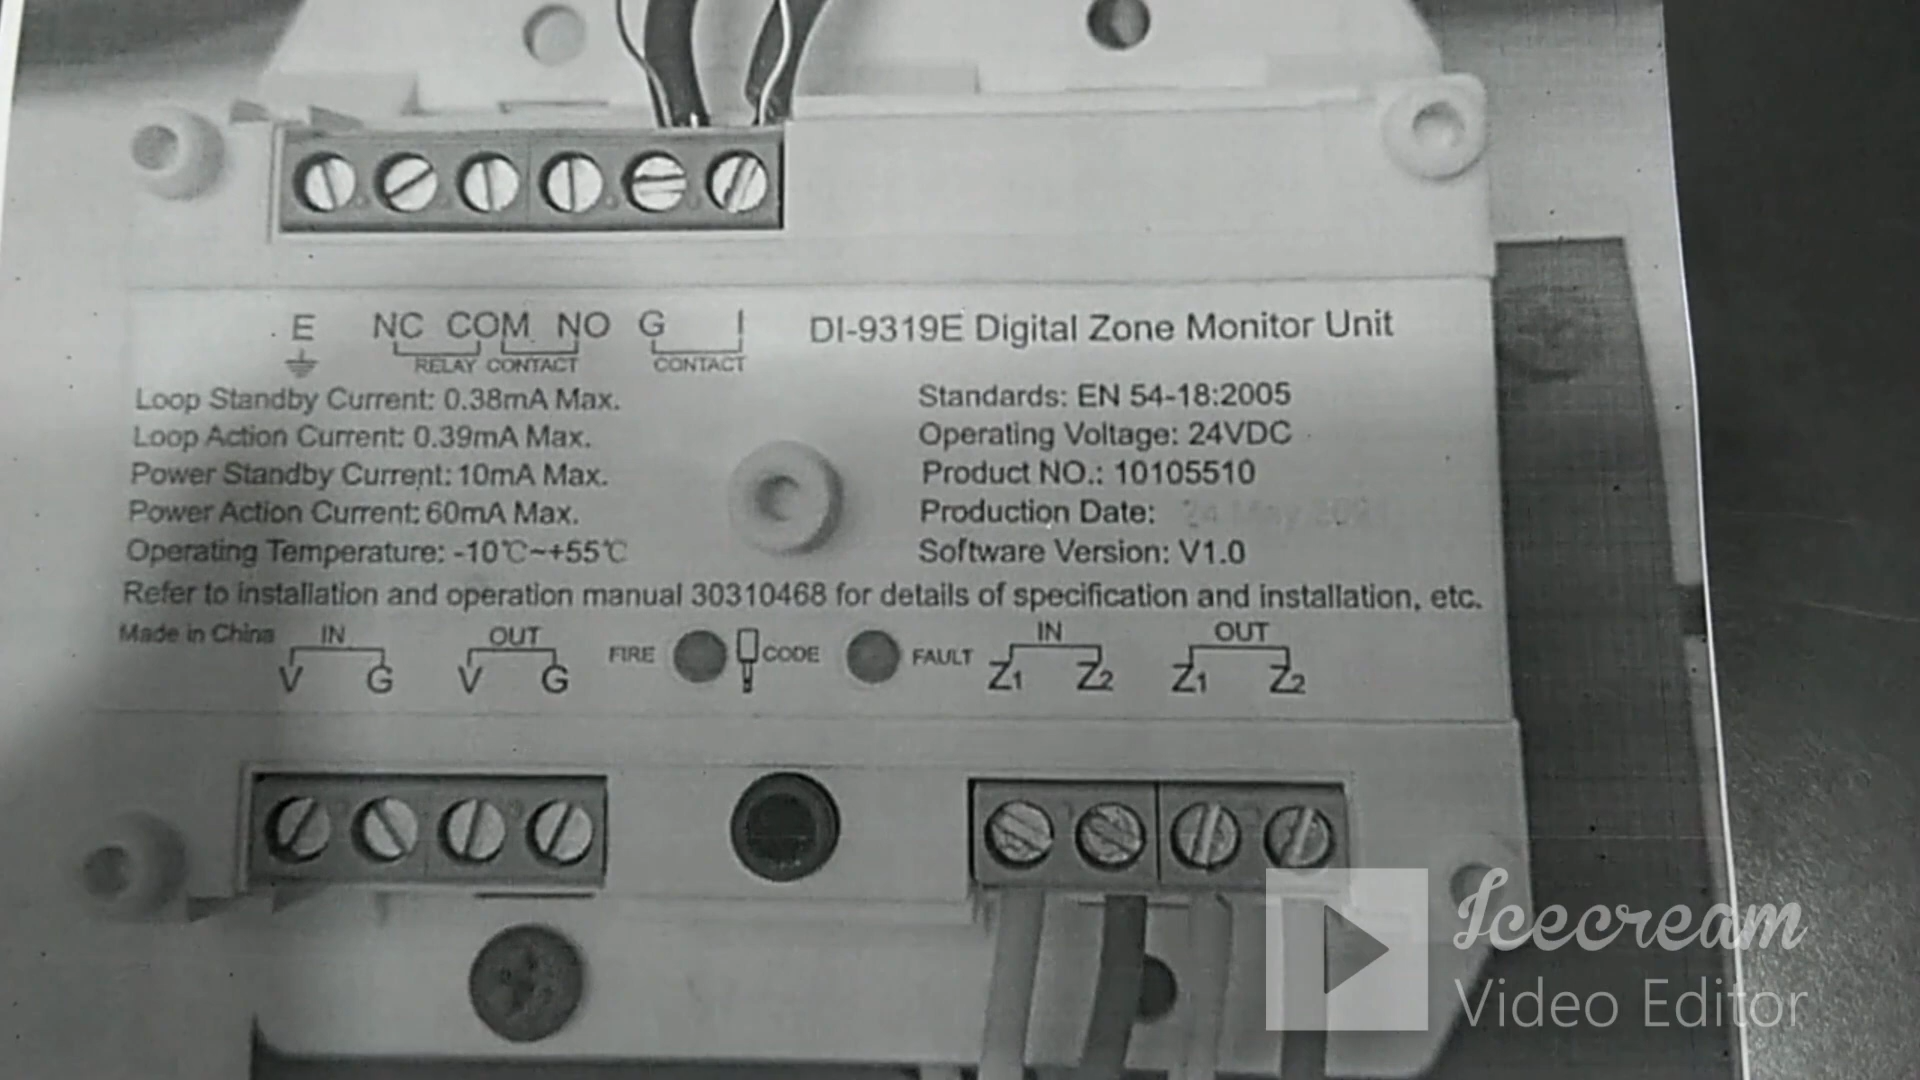 E NC COM NO G I
RELAY CONTACT CONTACT
DI-9319E Digital Zone Monitor Unit
Loop Standby Current: 0.38mA Max.
Loop Action Current: 0.39mA Max.
Power Standby Current: 10mA Max.
Power Action Current: 60mA Max.
Operating Temperature: -10℃~+55℃
Standards: EN 54-18:2005
Operating Voltage: 24VDC
Product NO.: 10105510
Production Date: 24 May
Software Version: V1.0
Refer to installation and operation manual 30310468 for details of specification and installation, etc.
Made in China
IN
V G
OUT
V G
FIRE CODE FAULT
IN
Z1 Z2
OUT
Z1 Z2
Icecream
Video Editor